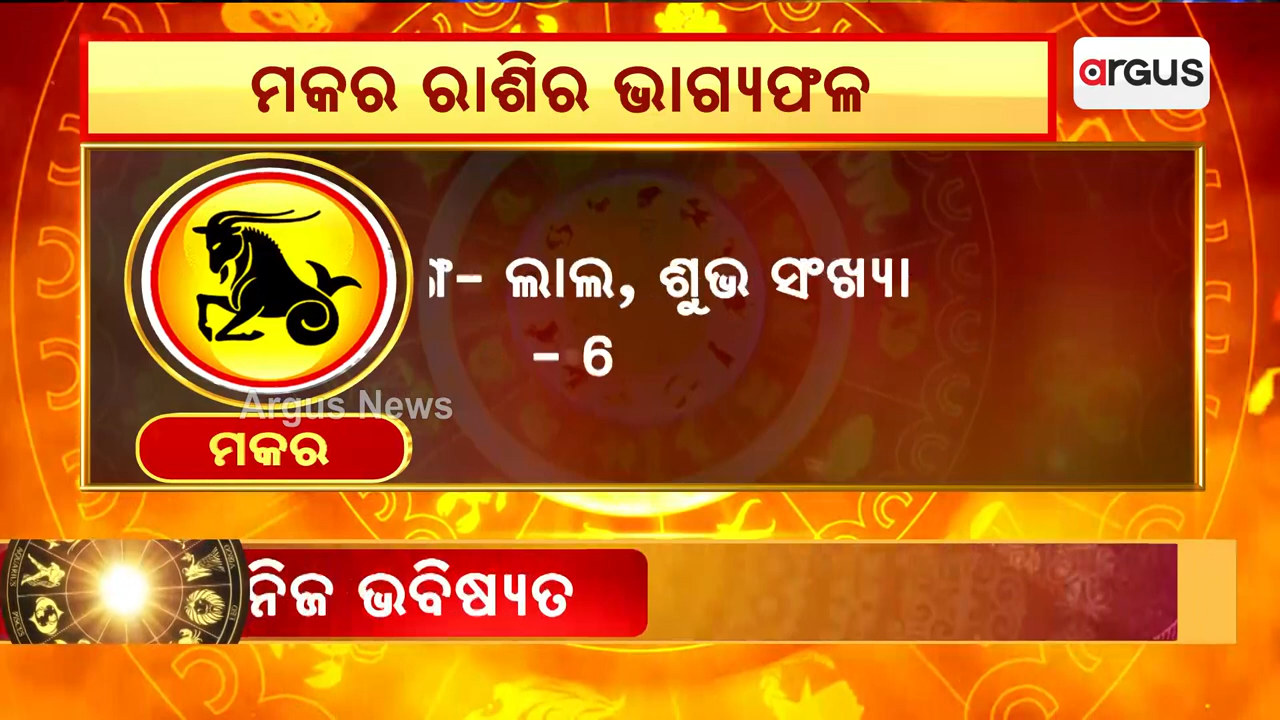 ମକର ରାଶିର ଭାଗ୍ୟଫଳ
argus
- ଲାଲ, ଶୁଭ ସଂଖ୍ୟା
- 6
Argus News
ମକର
ନିଜ ଭବିଷ୍ୟତ